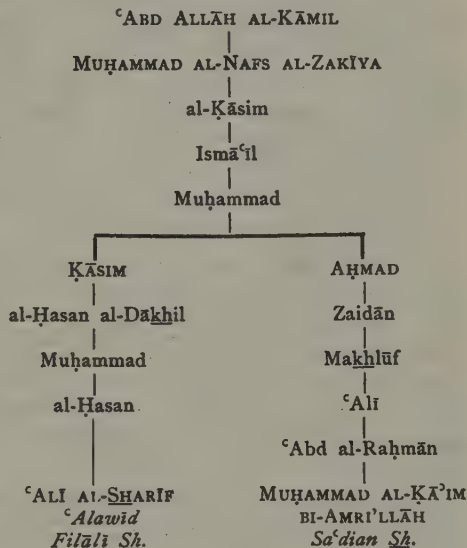 ʿABD ALLĀH AL-KĀMIL
MUḤAMMAD AL-NAFS AL-ZAKĪYA
al-Ḳāsim
Ismāʿīl
Muḥammad
ḲĀSIM AḤMAD
al-Ḥasan al-Dākhil Zaidān
Muḥammad Makhlūf
al-Ḥasan ʿAlī
ʿAbd al-Raḥmān
ʿALĪ AL-SHARĪF MUḤAMMAD AL-ḲĀʾIM
ʿAlawid BI-AMRI'LLĀH
Filālī Sh. Saʿdian Sh.